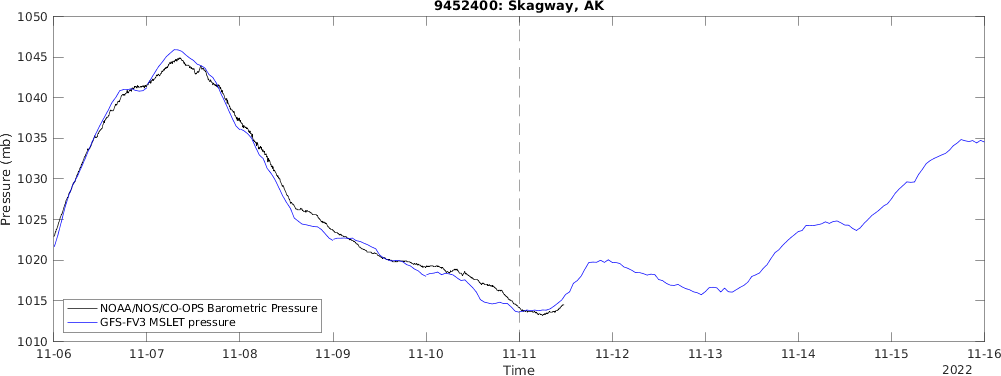 9452400: Skagway, AK
1050
1045
1040
1035
1030
1025
1020
1015
1010
Pressure (mb)
NOAA/NOS/CO-OPS Barometric Pressure
GFS-FV3 MSLET pressure
11-06 11-07 11-08 11-09 11-10 11-11 11-12 11-13 11-14 11-15 11-16
Time
2022